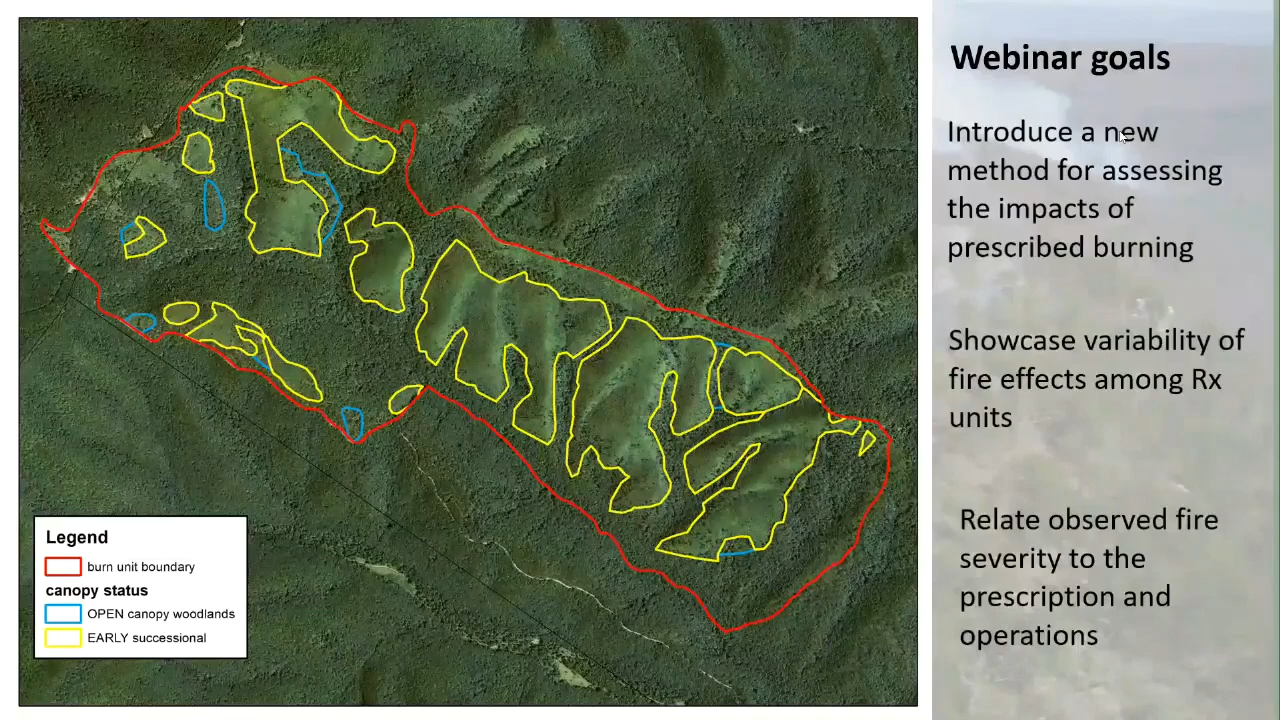 Webinar goals
Introduce a new
method for assessing
the impacts of
prescribed burning
Showcase variability of
fire effects among Rx
units
Relate observed fire
severity to the
prescription and
operations
Legend
burn unit boundary
canopy status
OPEN canopy woodlands
EARLY successional